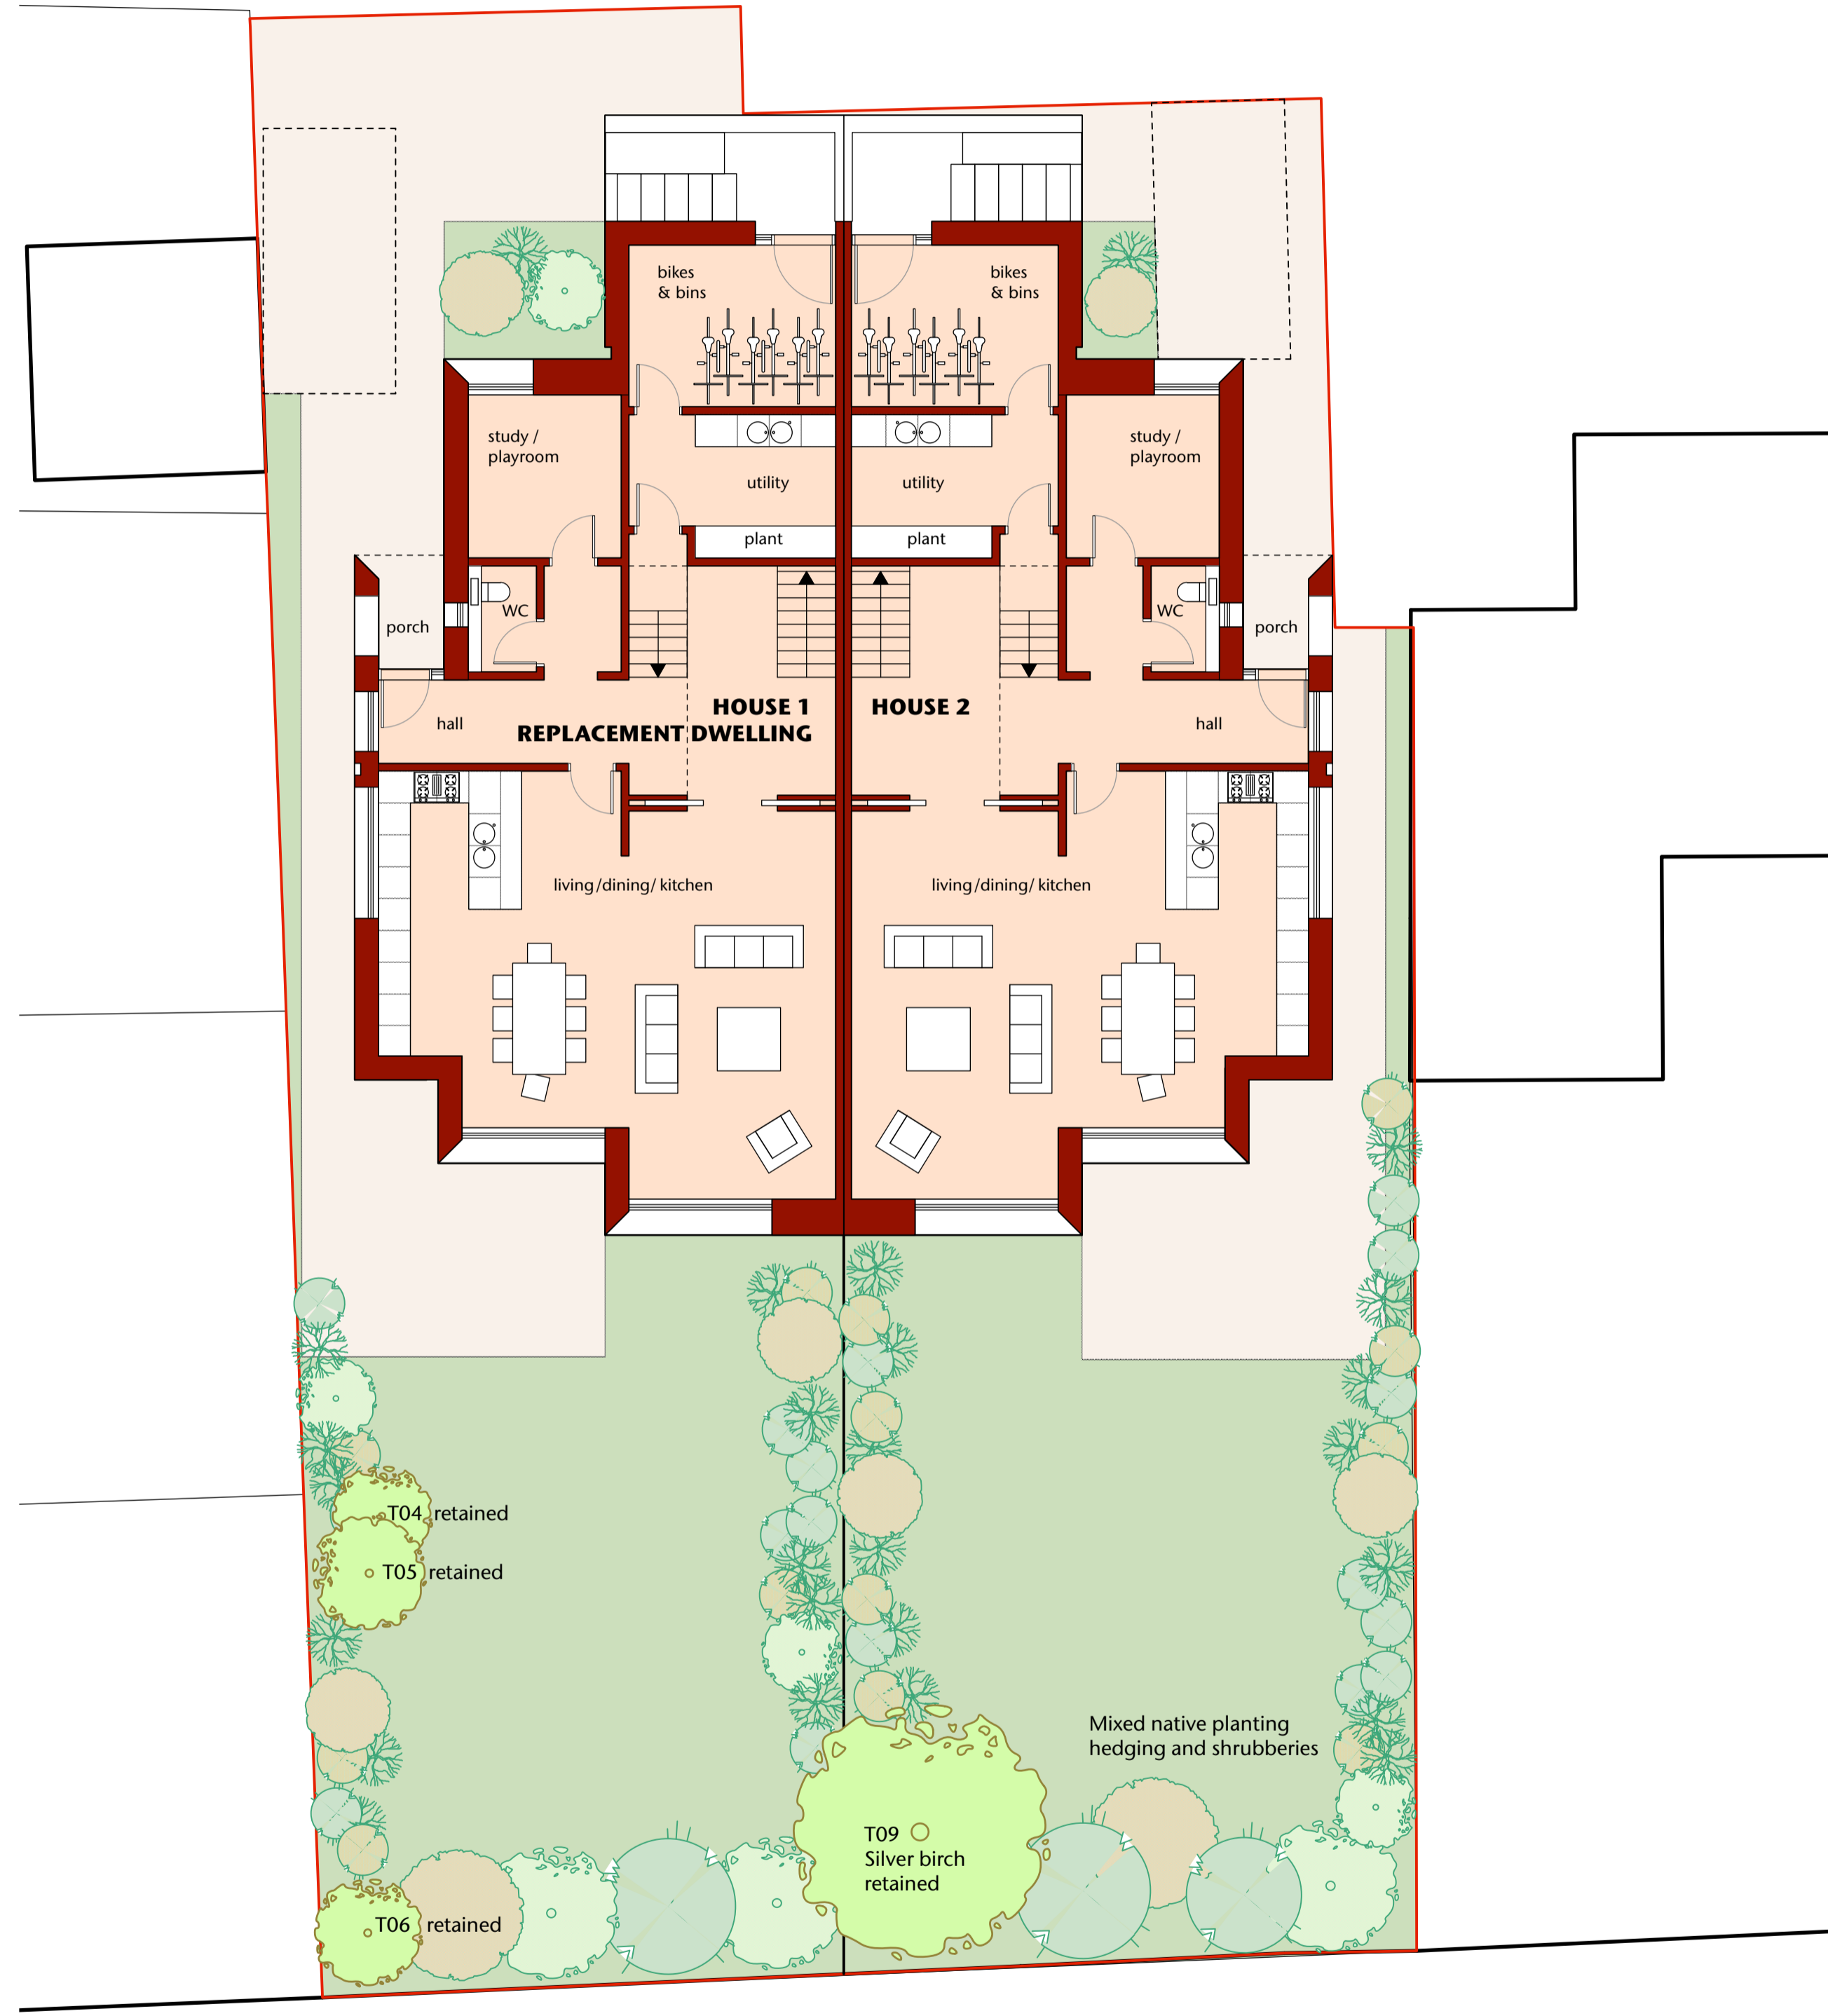 bikes
& bins
bikes
& bins
study /
playroom
study /
playroom
utility
utility
plant
plant
WC
WC
porch
porch
HOUSE 1
REPLACEMENT DWELLING
HOUSE 2
hall
hall
living/dining/ kitchen
living/dining/ kitchen
T04 retained
T05 retained
Mixed native planting
hedging and shrubberies
T09
Silver birch
retained
T06 retained